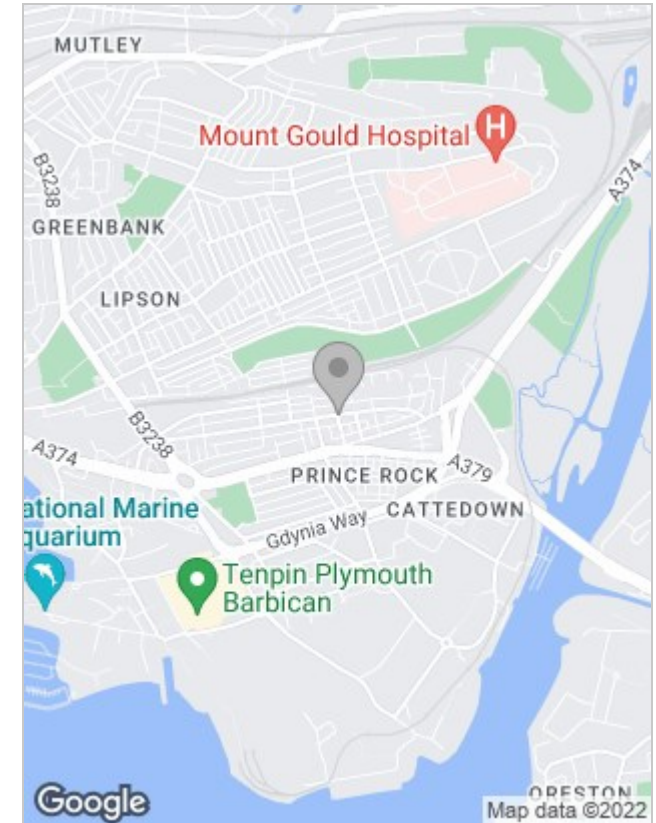 MUTLEY
Mount Gould Hospital
H
B3238
A374
GREENBANK
LIPSON
B3238
A374
PRINCE ROCK
A379
ational Marine
quarium
CATTEDOWN
Gdynia Way
Tenpin Plymouth
Barbican
ORESTON
Google
Map data ©2022